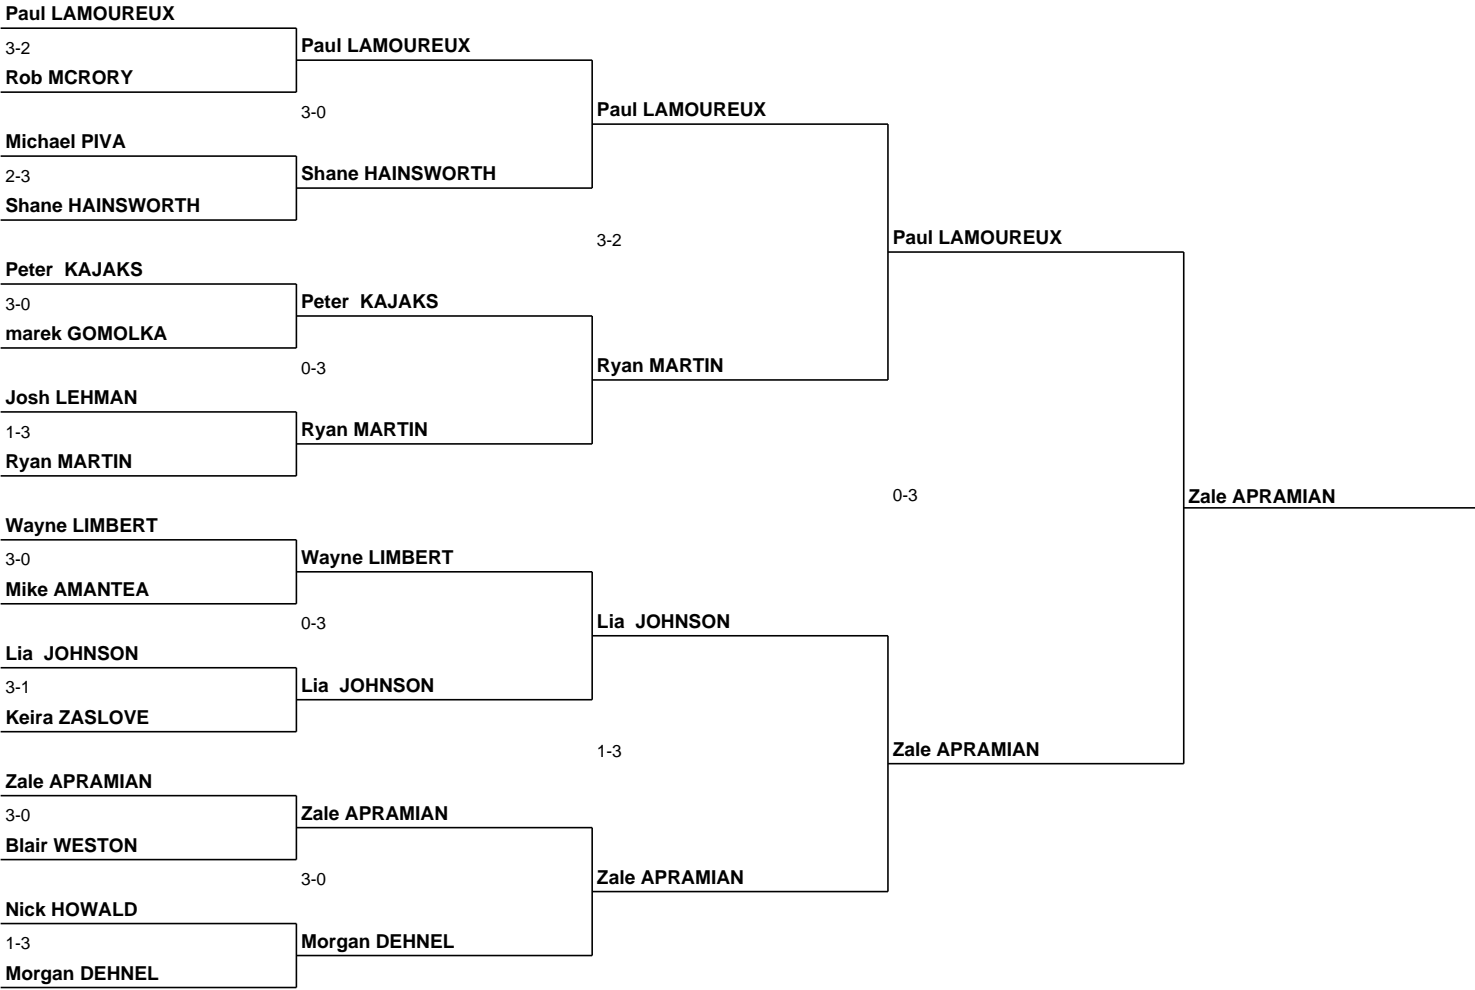 Paul LAMOUREUX
3-2
Rob MCRORY
Michael PIVA
2-3
Shane HAINSWORTH
Peter  KAJAKS
3-0
marek GOMOLKA
Josh LEHMAN
1-3
Ryan MARTIN
Wayne LIMBERT
3-0
Mike AMANTEA
Lia  JOHNSON
3-1
Keira ZASLOVE
Zale APRAMIAN
3-0
Blair WESTON
Nick HOWALD
1-3
Morgan DEHNEL
Paul LAMOUREUX
3-0
Shane HAINSWORTH
Peter  KAJAKS
0-3
Ryan MARTIN
Wayne LIMBERT
0-3
Lia  JOHNSON
Zale APRAMIAN
3-0
Morgan DEHNEL
Paul LAMOUREUX
3-2
Ryan MARTIN
Lia  JOHNSON
1-3
Zale APRAMIAN
Paul LAMOUREUX
0-3
Zale APRAMIAN
Zale APRAMIAN